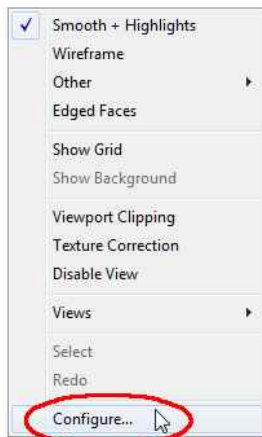 Smooth + Highlights
Wireframe
Other
Edged Faces
Show Grid
Show Background
Viewport Clipping
Texture Correction
Disable View
Views
Select
Redo
Configure...